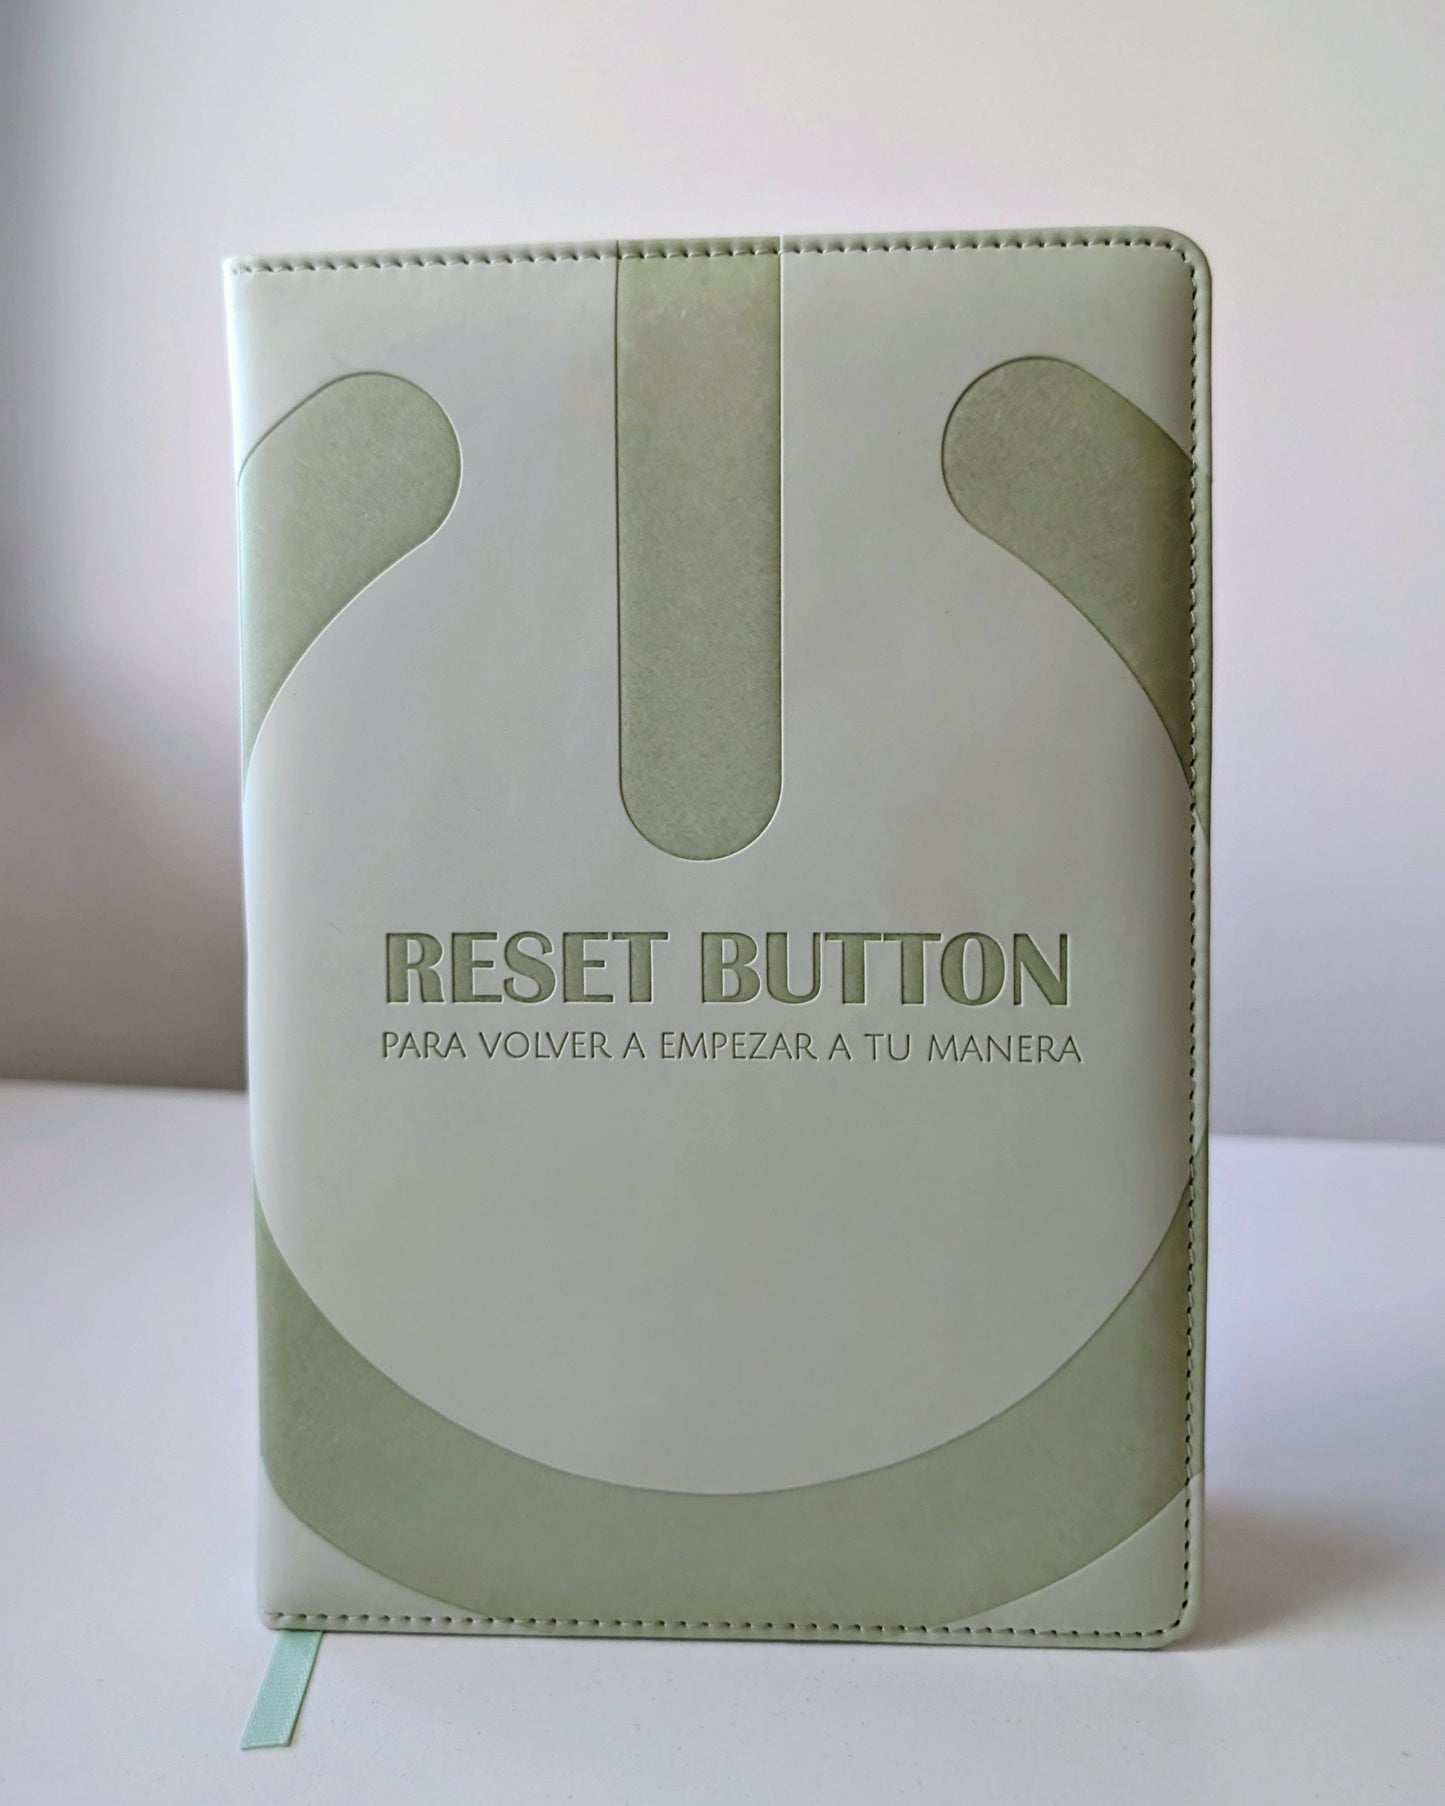 RESET BUTTON
PARA VOLVER A EMPEZAR A TU MANERA